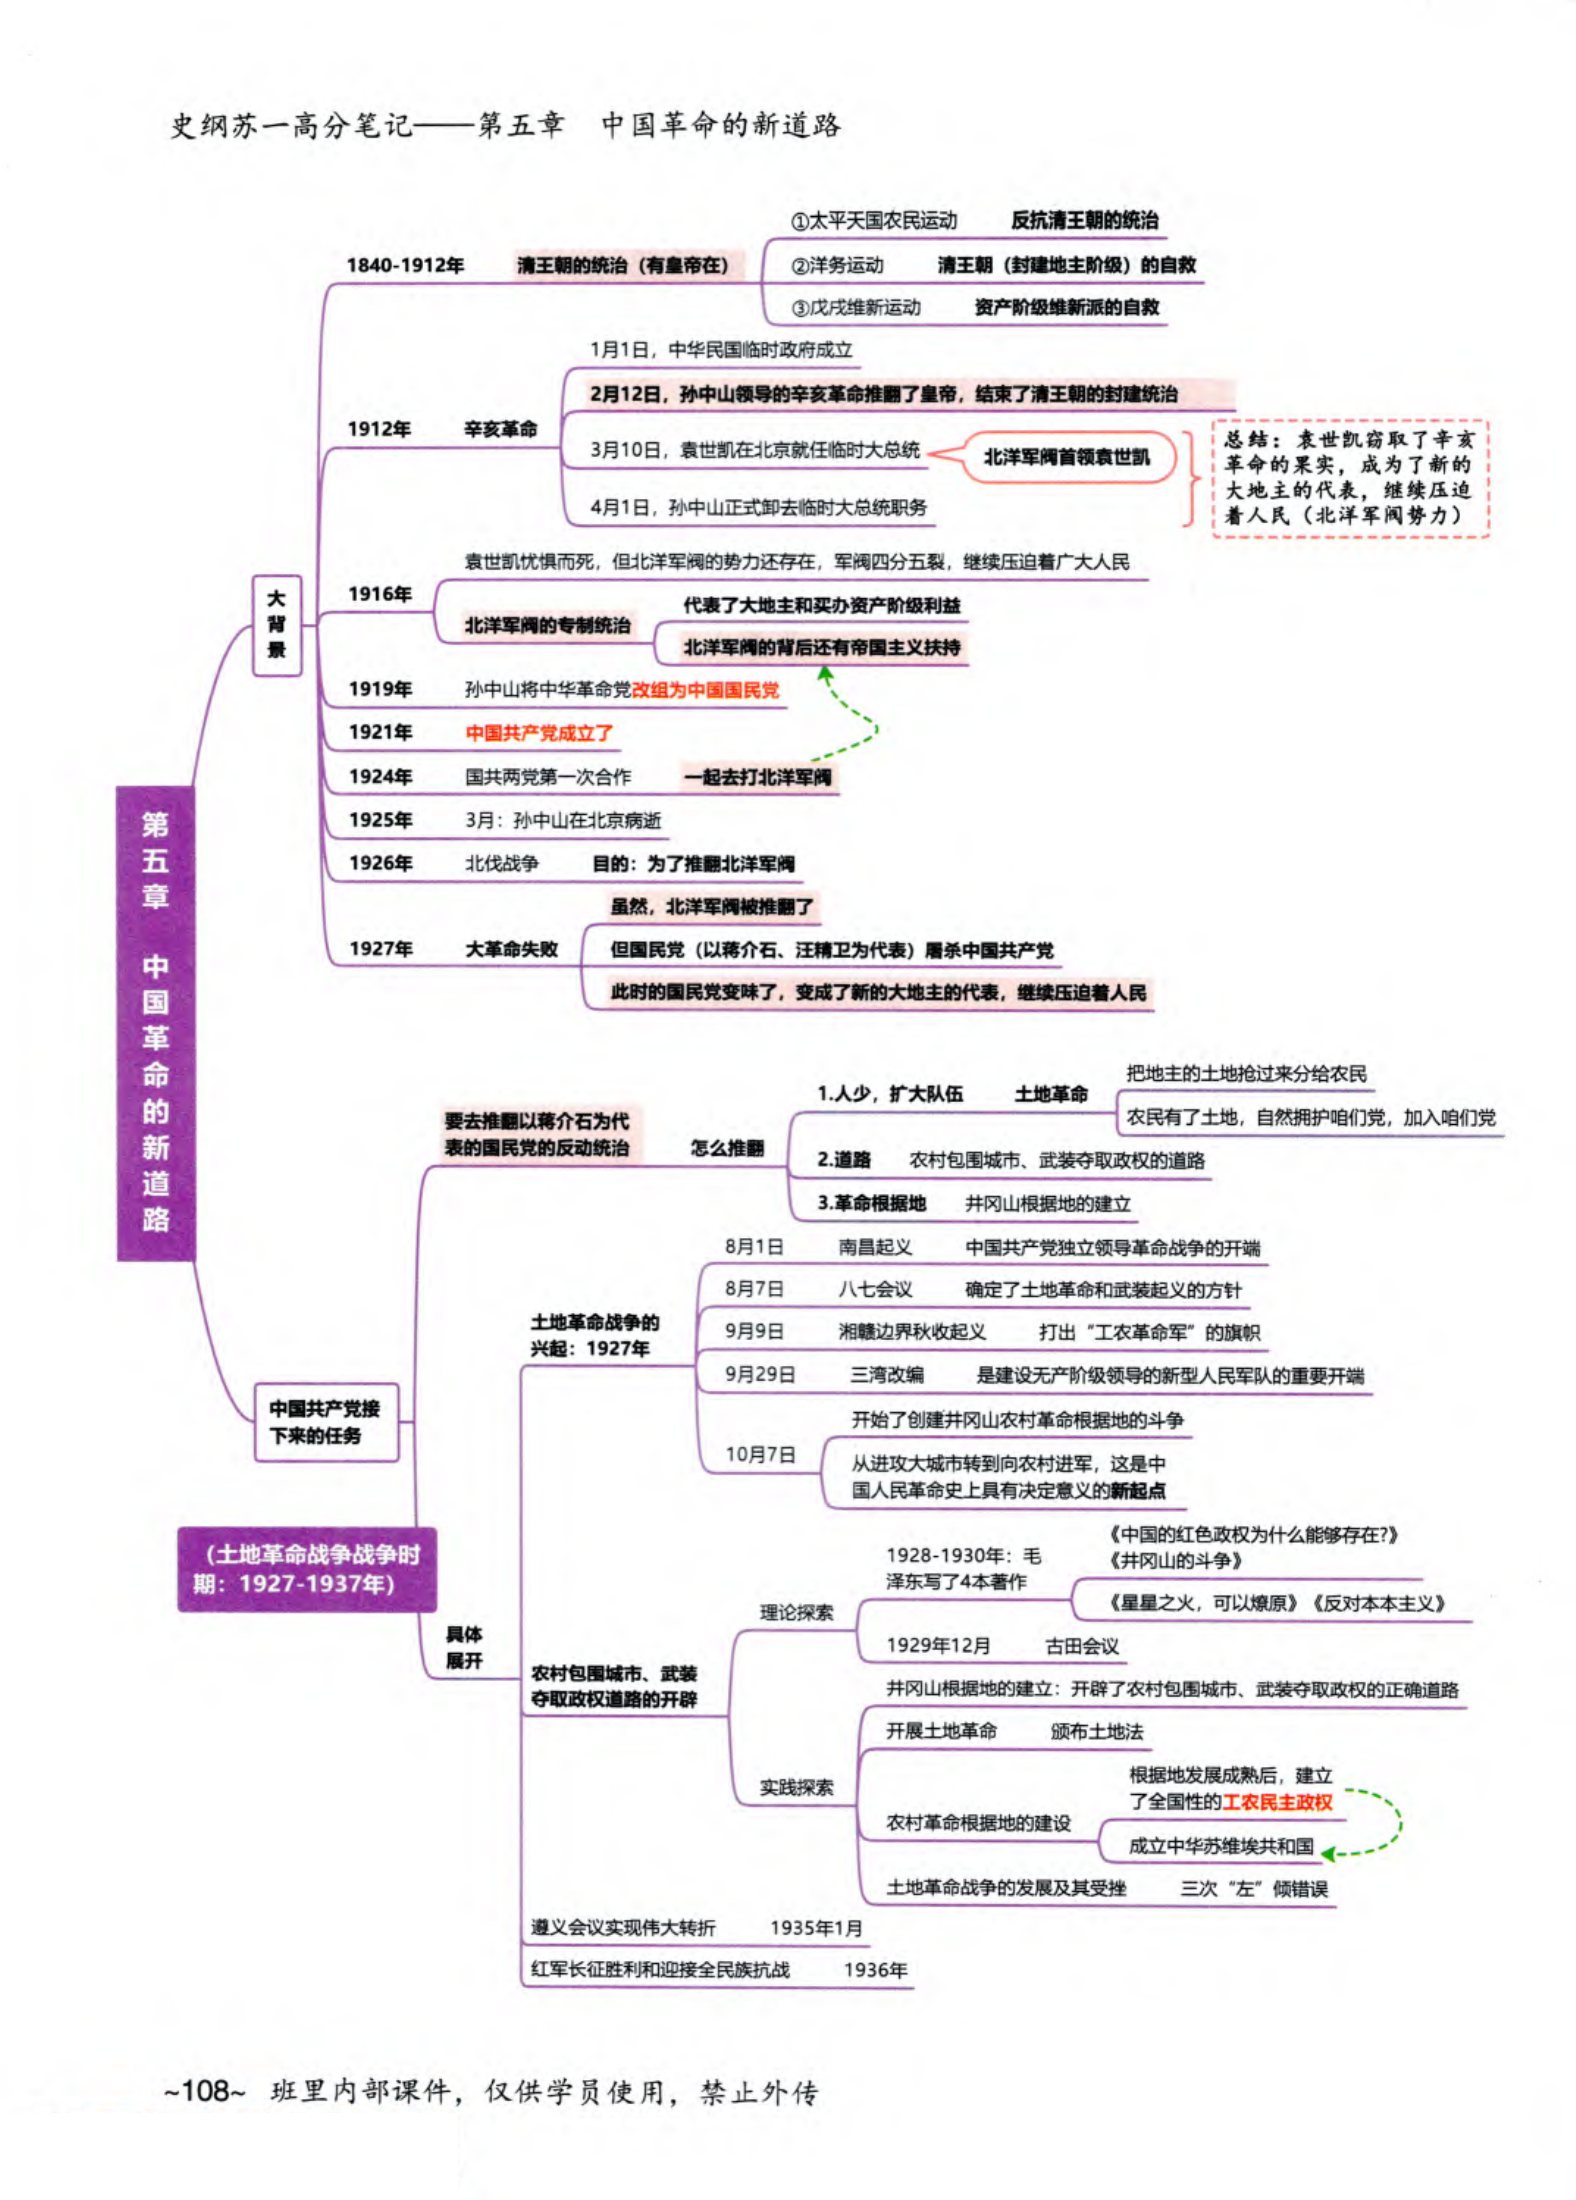 史纲苏一高分笔记——第五章 中国革命的新道路
第五章 中国革命的新道路
大背景
1840-1912年 清王朝的统治（有皇帝在）
①太平天国农民运动 反抗清王朝的统治
②洋务运动 清王朝（封建地主阶级）的自救
③戊戌维新运动 资产阶级维新派的自救
1912年 辛亥革命
1月1日，中华民国临时政府成立
2月12日，孙中山领导的辛亥革命推翻了皇帝，结束了清王朝的封建统治
3月10日，袁世凯在北京就任临时大总统
北洋军阀首领袁世凯
4月1日，孙中山正式卸去临时大总统职务
总结：袁世凯窃取了辛亥
革命的果实，成为了新的
大地主的代表，继续压迫
着人民（北洋军阀势力）
1916年
袁世凯忧惧而死，但北洋军阀的势力还存在，军阀四分五裂，继续压迫着广大人民
北洋军阀的专制统治
代表了大地主和买办资产阶级利益
北洋军阀的背后还有帝国主义扶持
1919年 孙中山将中华革命党改组为中国国民党
1921年 中国共产党成立了
1924年 国共两党第一次合作 一起去打北洋军阀
1925年 3月：孙中山在北京病逝
1926年 北伐战争 目的：为了推翻北洋军阀
1927年 大革命失败
虽然，北洋军阀被推翻了
但国民党（以蒋介石、汪精卫为代表）屠杀中国共产党
此时的国民党变味了，变成了新的大地主的代表，继续压迫着人民
中国共产党接
下来的任务
（土地革命战争战争时
期：1927-1937年）
要去推翻以蒋介石为代
表的国民党的反动统治
怎么推翻
1.人少，扩大队伍 土地革命
把地主的土地抢过来分给农民
农民有了土地，自然拥护咱们党，加入咱们党
2.道路 农村包围城市、武装夺取政权的道路
3.革命根据地 井冈山根据地的建立
具体
展开
土地革命战争的
兴起：1927年
8月1日 南昌起义 中国共产党独立领导革命战争的开端
8月7日 八七会议 确定了土地革命和武装起义的方针
9月9日 湘赣边界秋收起义 打出“工农革命军”的旗帜
9月29日 三湾改编 是建设无产阶级领导的新型人民军队的重要开端
10月7日
开始了创建井冈山农村革命根据地的斗争
从进攻大城市转到向农村进军，这是中
国人民革命史上具有决定意义的新起点
农村包围城市、武装
夺取政权道路的开辟
理论探索
1928-1930年：毛
泽东写了4本著作
《中国的红色政权为什么能够存在?》
《井冈山的斗争》
《星星之火，可以燎原》《反对本本主义》
1929年12月 古田会议
实践探索
井冈山根据地的建立：开辟了农村包围城市、武装夺取政权的正确道路
开展土地革命 颁布土地法
农村革命根据地的建设
根据地发展成熟后，建立
了全国性的工农民主政权
成立中华苏维埃共和国
土地革命战争的发展及其受挫 三次“左”倾错误
遵义会议实现伟大转折 1935年1月
红军长征胜利和迎接全民族抗战 1936年
~108~ 班里内部课件，仅供学员使用，禁止外传